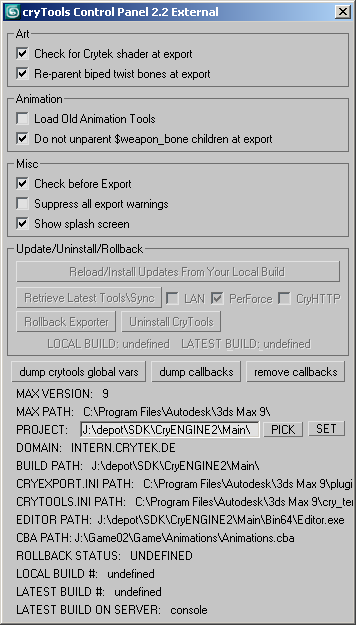 cryTools Control Panel 2.2 External
Art
Check for Crytek shader at export
Re-parent biped twist bones at export
Animation
Load Old Animation Tools
Do not unparent $weapon_bone children at export
Misc
Check before Export
Suppress all export warnings
Show splash screen
Update/Uninstall/Rollback
Reload/Install Updates From Your Local Build
Retrieve Latest Tools\Sync LAN PerForce CryHTTP
Rollback Exporter Uninstall CryTools
LOCAL BUILD: undefined LATEST BUILD; undefined
dump crytools global vars dump callbacks remove callbacks
MAX VERSION: 9
MAX PATH: C:\Program Files\Autodesk\3ds Max 9\
PROJECT: J:\depot\SDK\CryENGINE2\Main\ PICK SET
DOMAIN: INTERN.CRYTEK.DE
BUILD PATH: J:\depot\SDK\CryENGINE2\Main\
CRYEXPORT.INI PATH: C:\Program Files\Autodesk\3ds Max 9\plugi
CRYTOOLS.INI PATH: C:\Program Files\Autodesk\3ds Max 9\cry_te
EDITOR PATH: J:\depot\SDK\CryENGINE2\Main\Bin64\Editor.exe
CBA PATH: J:\Game02\Game\Animations\Animations.cba
ROLLBACK STATUS: UNDEFINED
LOCAL BUILD #: undefined
LATEST BUILD #: undefined
LATEST BUILD ON SERVER: console